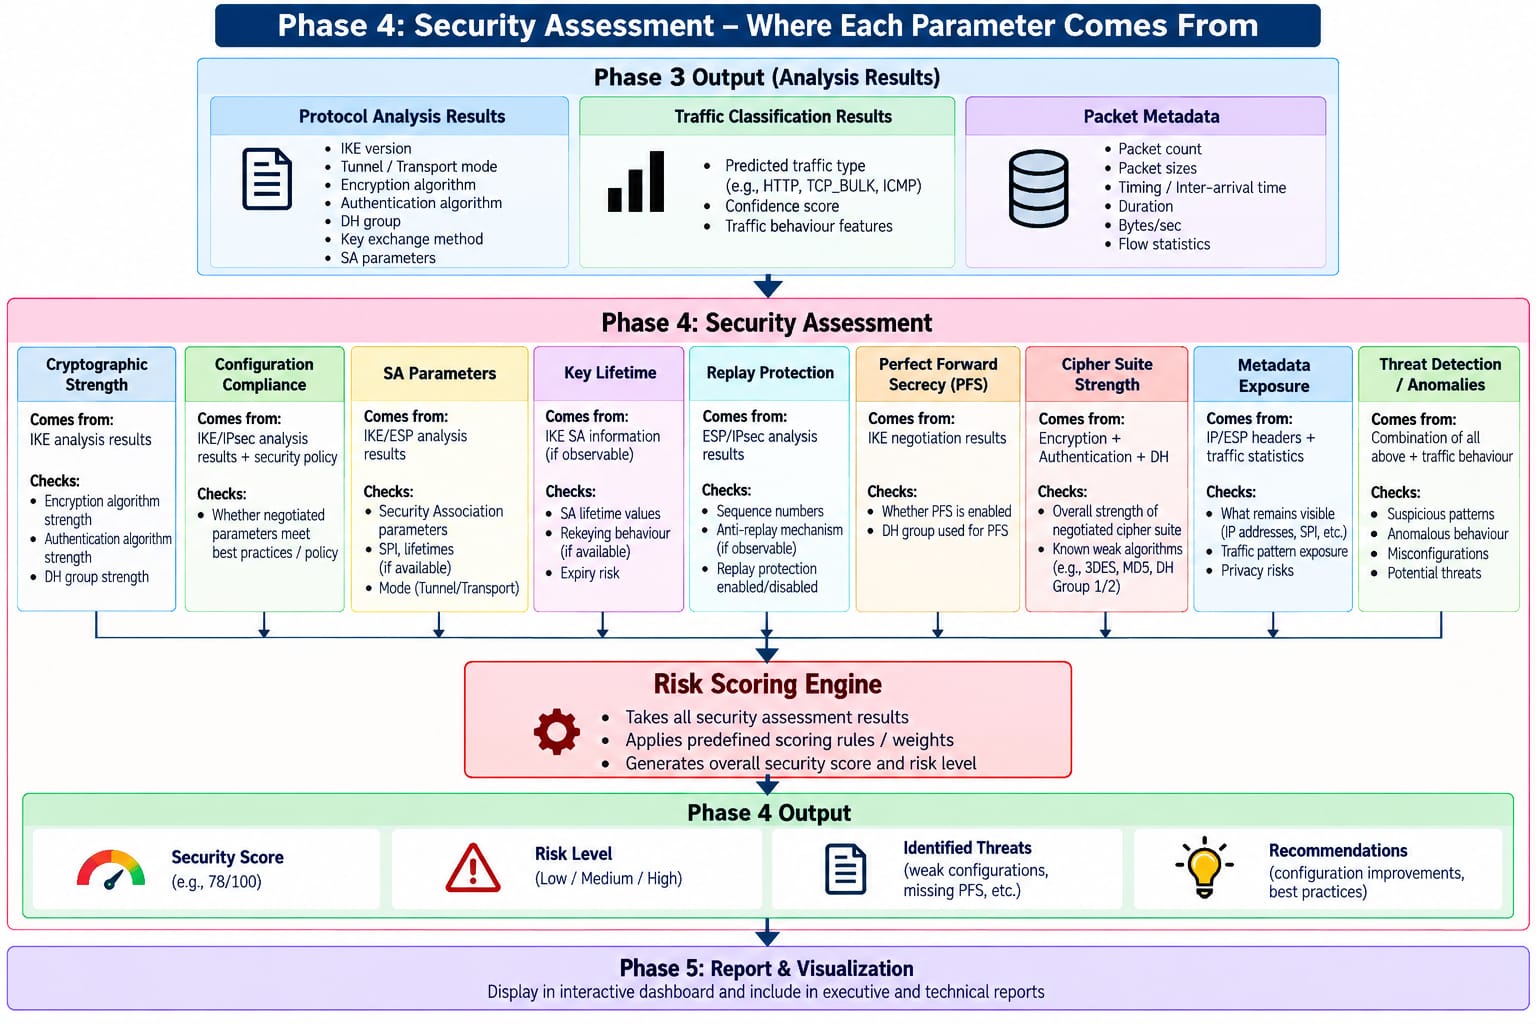 Phase 4: Security Assessment – Where Each Parameter Comes From
Phase 3 Output (Analysis Results)
Protocol Analysis Results
• IKE version
• Tunnel / Transport mode
• Encryption algorithm
• Authentication algorithm
• DH group
• Key exchange method
• SA parameters
Traffic Classification Results
• Predicted traffic type
(e., HTTP, TCP_BULK, ICMP)
• Confidence score
• Traffic behaviour features
Packet Metadata
• Packet count
• Packet sizes
• Timing / Inter-arrival time
• Duration
• Bytes/sec
• Flow statistics
Phase 4: Security Assessment
Cryptographic
Strength
Comes from:
IKE analysis results
Checks:
• Encryption algorithm
strength
• Authentication algorithm
strength
• DH group strength
Configuration
Compliance
Comes from:
IKE/IPsec analysis
results + security policy
Checks:
• Whether negotiated
parameters meet
best practices / policy
SA Parameters
Comes from:
IKE/ESP analysis
results
Checks:
• Security Association
parameters
• SPI, lifetimes
(if available)
• Mode (Tunnel/Transport)
Key Lifetime
Comes from:
IKE SA information
(if observable)
Checks:
• SA lifetime values
• Rekeying behaviour
(if available)
• Expiry risk
Replay Protection
Comes from:
ESP/IPsec analysis
results
Checks:
• Sequence numbers
• Anti-replay mechanism
(if observable)
• Replay protection
enabled/disabled
Perfect Forward
Secrecy (PFS)
Comes from:
IKE negotiation results
Checks:
• Whether PFS is enabled
• DH group used for PFS
Cipher Suite
Strength
Comes from:
Encryption +
Authentication + DH
Checks:
• Overall strength of
negotiated cipher suite
• Known weak algorithms
(e.g., 3DES, MD5, DH
Group 1/2)
Metadata
Exposure
Comes from:
IP/ESP headers +
traffic statistics
Checks:
• What remains visible
(IP addresses, SPI, etc.)
• Traffic pattern exposure
• Privacy risks
Threat Detection
/ Anomalies
Comes from:
Combination of all
above + traffic behaviour
Checks:
• Suspicious patterns
• Anomalous behaviour
• Misconfigurations
• Potential threats
Risk Scoring Engine
• Takes all security assessment results
• Applies predefined scoring rules / weights
• Generates overall security score and risk level
Phase 4 Output
Security Score
(e.g., 78/100)
Risk Level
(Low / Medium / High)
Identified Threats
(weak configurations,
missing PFS, etc.)
Recommendations
(configuration improvements,
best practices)
Phase 5: Report & Visualization
Display in interactive dashboard and include in executive and technical reports